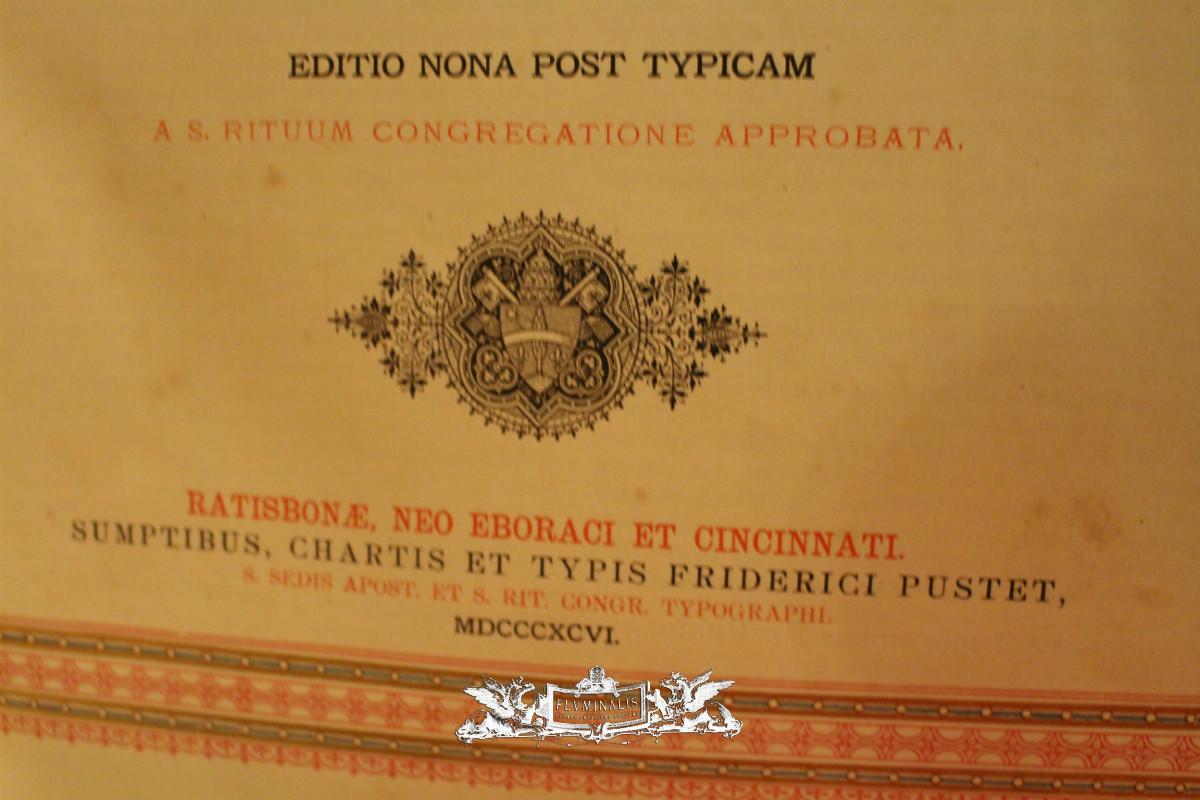 EDITIO NONA POST TYPICAM
A S. RITUUM CONGREGATIONE APPROBATA.
RATISBONÆ, NEO EBORACI ET CINCINNATI.
SUMPTIBUS, CHARTIS ET TYPIS FRIDERICI PUSTET,
S. SEDIS APOST. ET S. RIT. CONGR. TYPOGRAPHI.
MDCCCXCVI.
FLVMINALIS